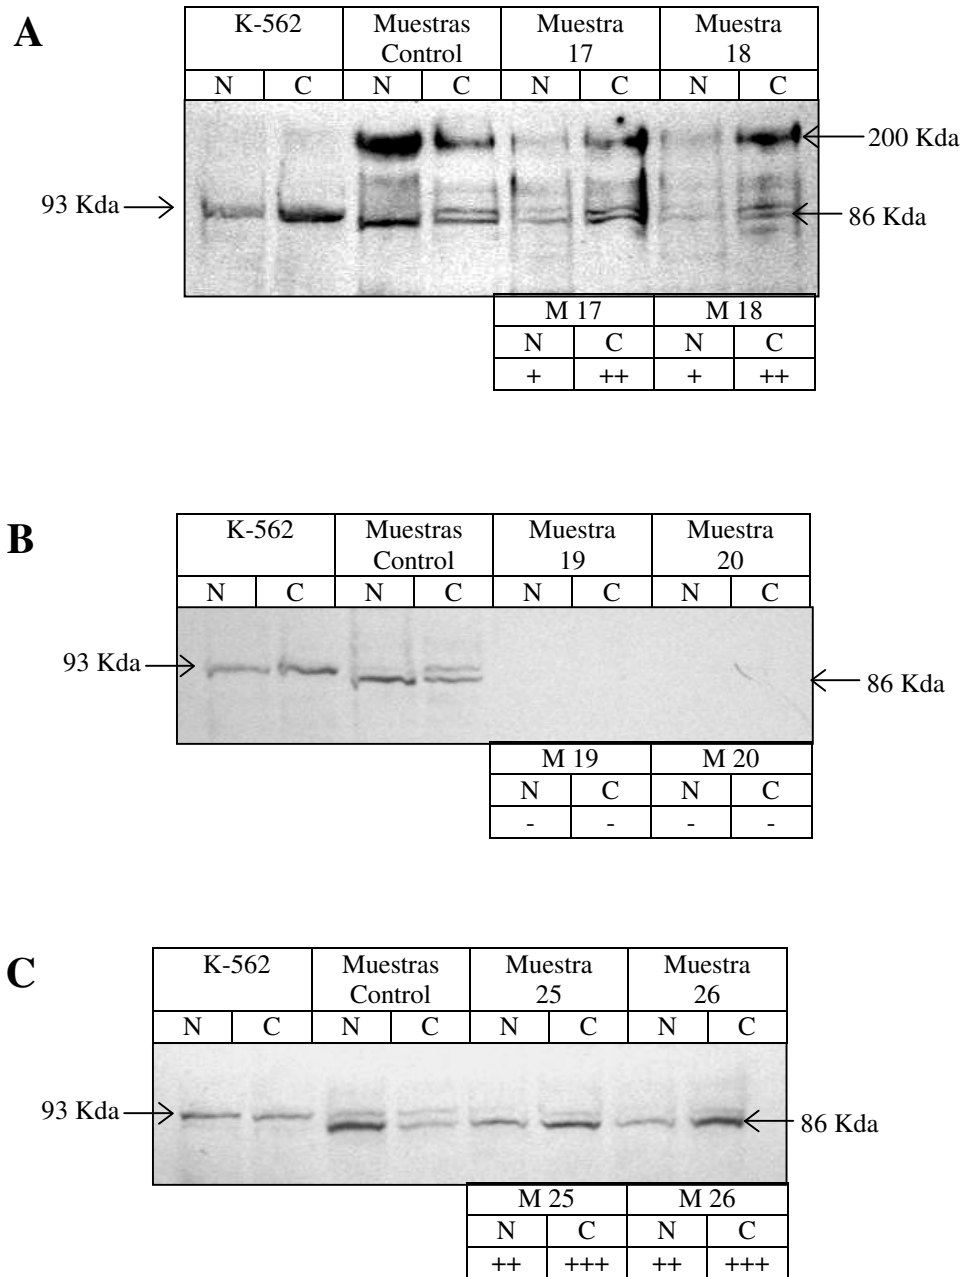 A
K-562 Muestras Control Muestra 17 Muestra 18
N C N C N C N C
200 Kda
93 Kda
86 Kda
M 17 M 18
N C N C
+ ++ + ++
B
K-562 Muestras Control Muestra 19 Muestra 20
N C N C N C N C
93 Kda
86 Kda
M 19 M 20
N C N C
- - - -
C
K-562 Muestras Control Muestra 25 Muestra 26
N C N C N C N C
93 Kda
86 Kda
M 25 M 26
N C N C
++ +++ ++ +++